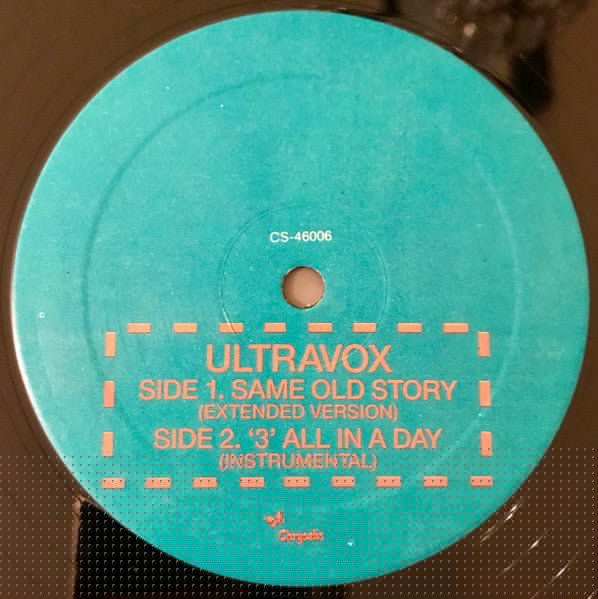 CS-46006
ULTRAVOX
SIDE 1. SAME OLD STORY
(EXTENDED VERSION)
SIDE 2. ‘3’ ALL IN A DAY
(INSTRUMENTAL)
Chrysalis